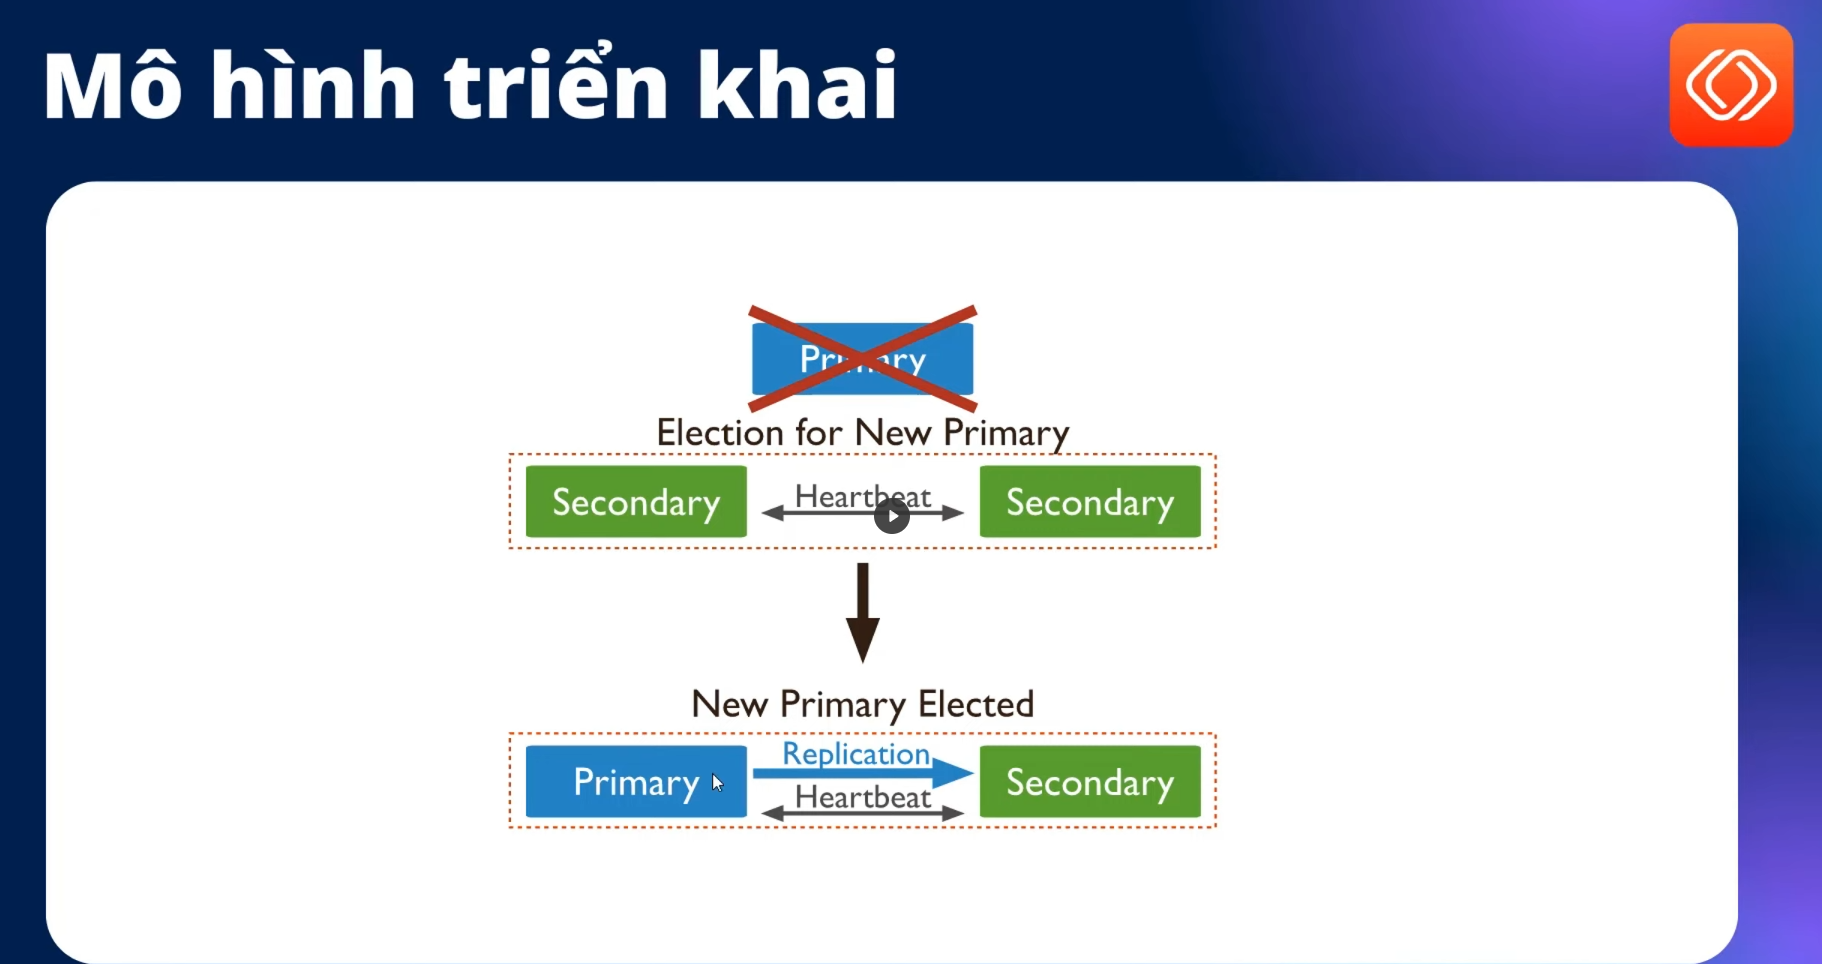 Mô hình triển khai
Primary
Election for New Primary
Secondary
Heartbeat
Secondary
New Primary Elected
Primary
Replication
Heartbeat
Secondary